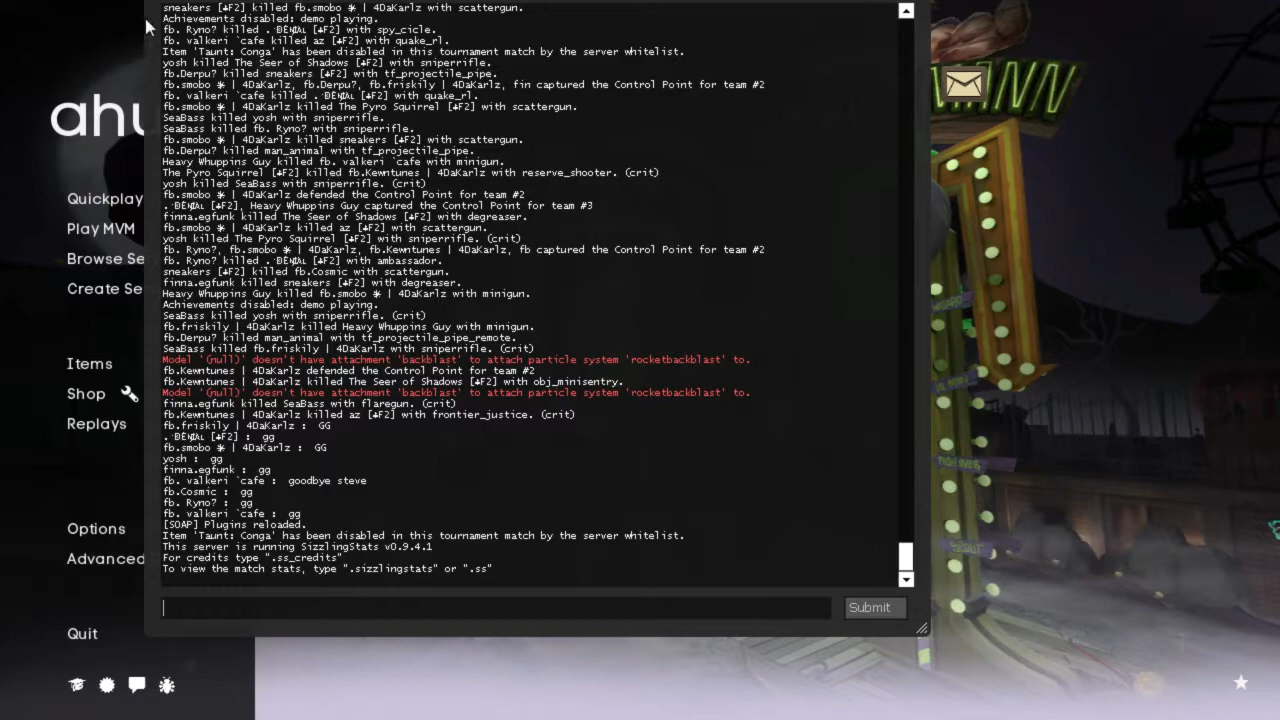 sneakers [♣F2] killed fb.smobo ⁜ | 4DaKarlz with scattergun.
Achievements disabled: demo playing.
fb. Ryno? killed with spy_cicle.
fb. valkeri `cafe killed az [♣F2] with quake_rl.
Item 'Taunt: Conga' has been disabled in this tournament match by the server whitelist.
yosh killed The Seer of Shadows [♣F2] with sniperrifle.
fb.Derpu? killed sneakers [♣F2] with tf_projectile_pipe.
fb.smobo ⁜ | 4DaKarlz, fb.Derpu?, fb.friskily | 4DaKarlz, fin captured the Control Point for team #2
fb. valkeri `cafe killed [♣F2] with quake_rl.
fb.smobo ⁜ | 4DaKarlz killed The Pyro Squirrel [♣F2] with scattergun.
SeaBass killed yosh with sniperrifle.
SeaBass killed fb. Ryno? with sniperrifle.
fb.smobo ⁜ | 4DaKarlz killed sneakers [♣F2] with scattergun.
fb.Derpu? killed man_animal with tf_projectile_pipe.
Heavy Whuppins Guy killed fb. valkeri `cafe with minigun.
The Pyro Squirrel [♣F2] killed fb.Kewntunes | 4DaKarlz with reserve_shooter. (crit)
yosh killed SeaBass with sniperrifle. (crit)
fb.smobo ⁜ | 4DaKarlz defended the Control Point for team #2
[♣F2], Heavy Whuppins Guy captured the Control Point for team #3
finna.egfunk killed The Seer of Shadows [♣F2] with degreaser.
fb.smobo ⁜ | 4DaKarlz killed az [♣F2] with scattergun.
yosh killed The Pyro Squirrel [♣F2] with sniperrifle. (crit)
fb. Ryno?, fb.smobo ⁜ | 4DaKarlz, fb.Kewntunes | 4DaKarlz, fb captured the Control Point for team #2
fb. Ryno? killed [♣F2] with ambassador.
sneakers [♣F2] killed fb.Cosmic with scattergun.
finna.egfunk killed sneakers [♣F2] with degreaser.
Heavy Whuppins Guy killed fb.smobo ⁜ | 4DaKarlz with minigun.
Achievements disabled: demo playing.
SeaBass killed yosh with sniperrifle. (crit)
fb.friskily | 4DaKarlz killed Heavy Whuppins Guy with minigun.
fb.Derpu? killed man_animal with tf_projectile_pipe_remote.
SeaBass killed fb.friskily | 4DaKarlz with sniperrifle. (crit)
Model '(null)' doesn't have attachment 'backblast' to attach particle system 'rocketbackblast' to.
fb.Kewntunes | 4DaKarlz defended the Control Point for team #2
fb.Kewntunes | 4DaKarlz killed The Seer of Shadows [♣F2] with obj_minisentry.
Model '(null)' doesn't have attachment 'backblast' to attach particle system 'rocketbackblast' to.
finna.egfunk killed SeaBass with flaregun. (crit)
fb.Kewntunes | 4DaKarlz killed az [♣F2] with frontier_justice. (crit)
fb.friskily | 4DaKarlz : GG
[♣F2] : gg
fb.smobo ⁜ | 4DaKarlz : GG
yosh : gg
finna.egfunk : gg
fb. valkeri `cafe : goodbye steve
fb.Cosmic : gg
fb. Ryno? : gg
fb. valkeri `cafe : gg
[SOAP] Plugins reloaded.
Item 'Taunt: Conga' has been disabled in this tournament match by the server whitelist.
This server is running SizzlingStats v0.9.4.1
For credits type ".ss_credits"
To view the match stats, type ".sizzlingstats" or ".ss"
Submit
ahu
Quickplay
Play MVM
Browse Se
Create Se
Items
Shop
Replays
Options
Advanced
Quit
MANN
SCOUT